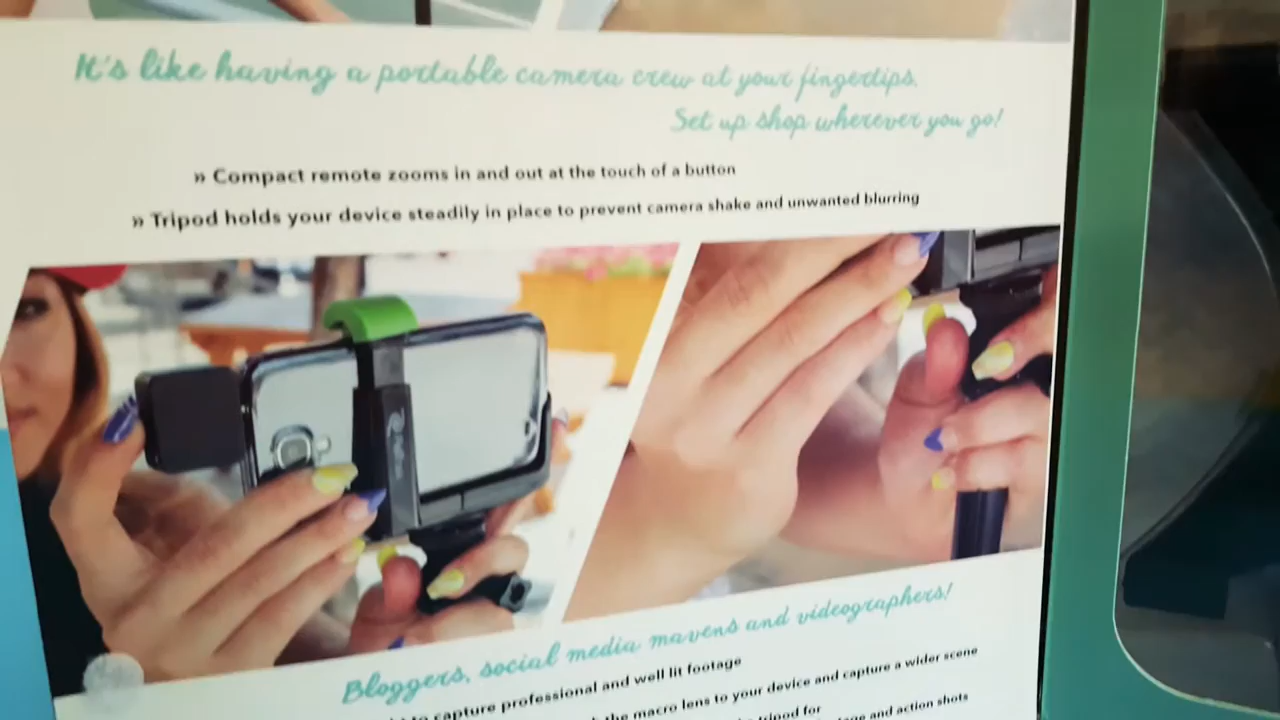 It's like having a portable camera crew at your fingertips.
Set up shop wherever you go!
» Compact remote zooms in and out at the touch of a button
» Tripod holds your device steadily in place to prevent camera shake and unwanted blurring
Bloggers, social media mavens and videographers!
to capture professional and well lit footage
the macro lens to your device and capture a wider scene
tripod for
and action shots